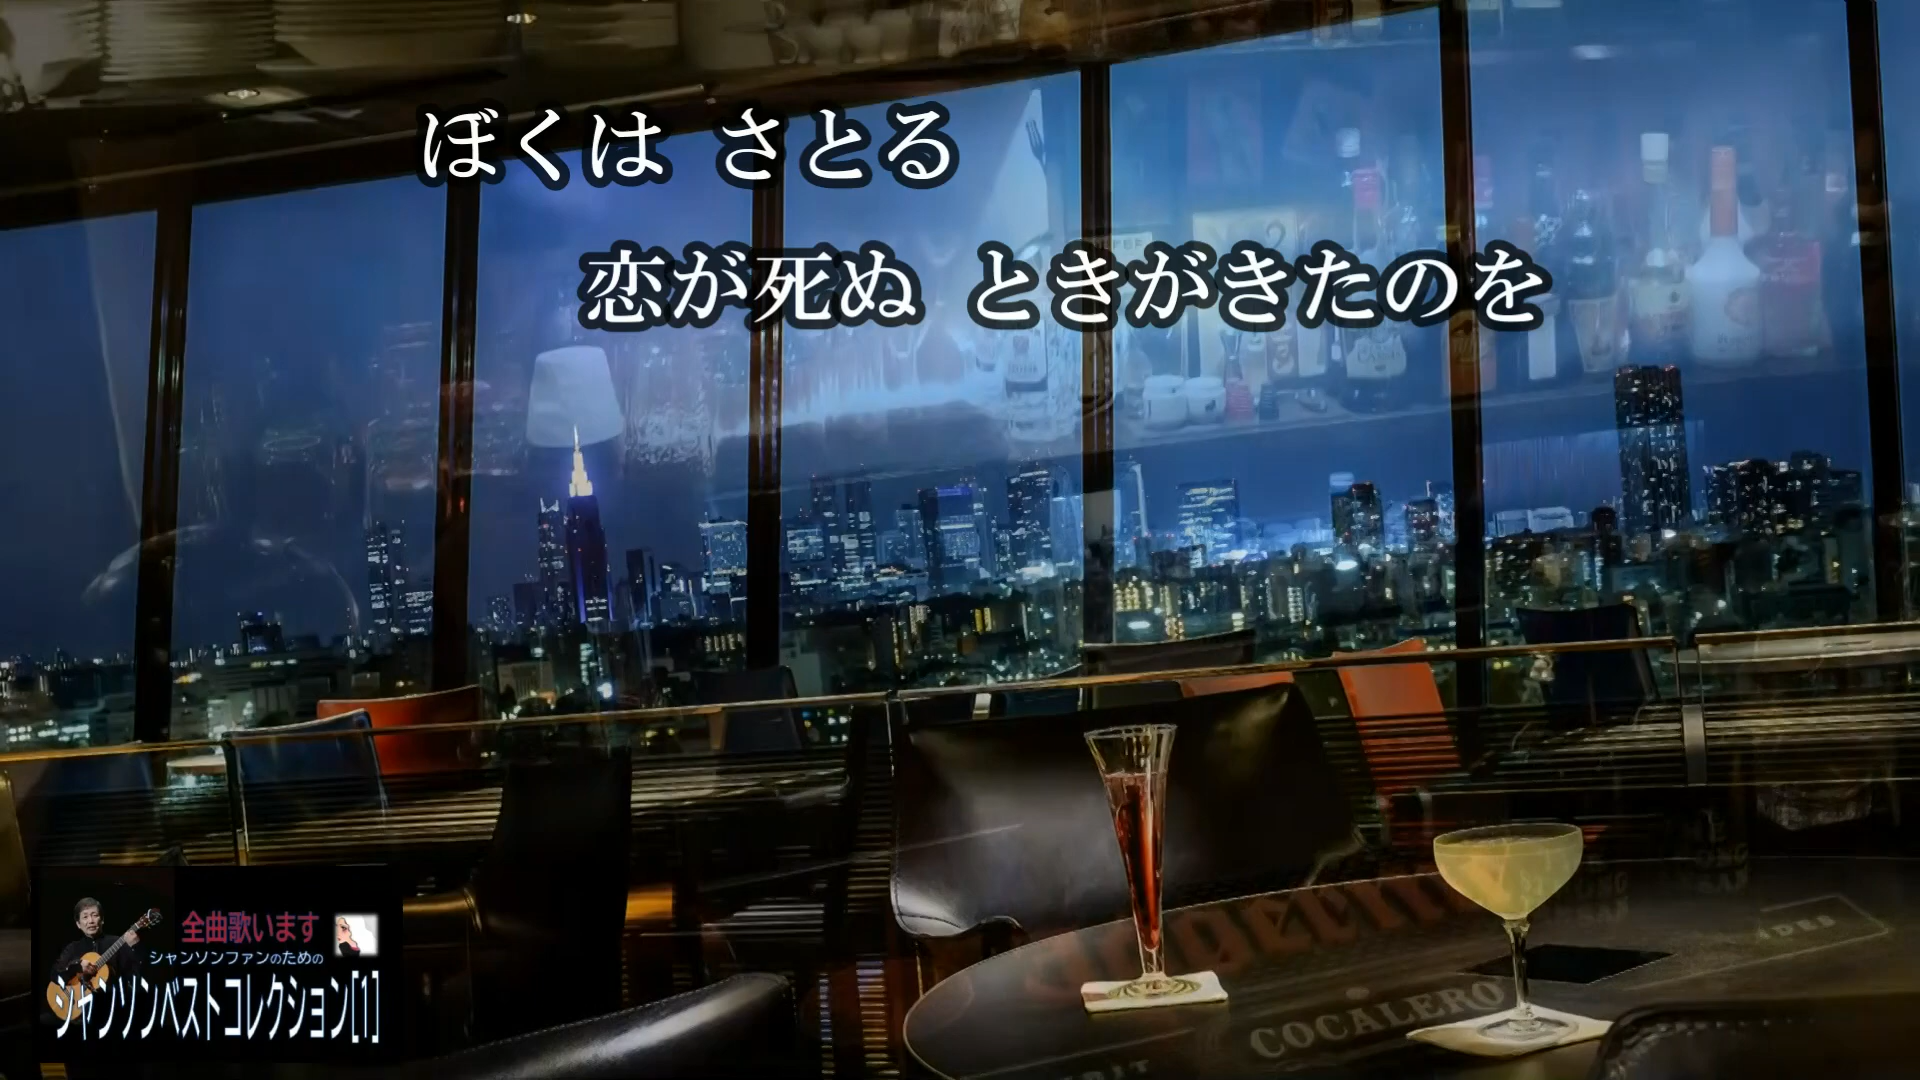 ぼくは さとる
恋が死ぬ ときがきたのを
全曲歌います
シャンソンファンのための
シャンソンベストコレクション[1]
COCALERO